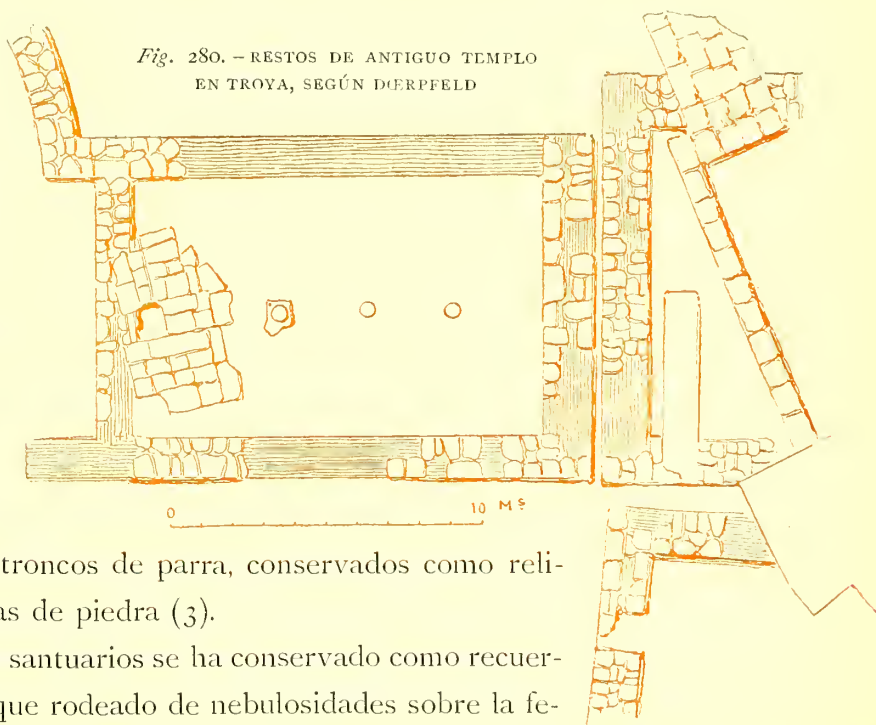 Fig. 280. – RESTOS DE ANTIGUO TEMPLO
EN TROYA, SEGÚN DŒRPFELD
0 10 Ms
troncos de parra, conservados como reli-
as de piedra (3).
santuarios se ha conservado como recuer-
que rodeado de nebulosidades sobre la fe-